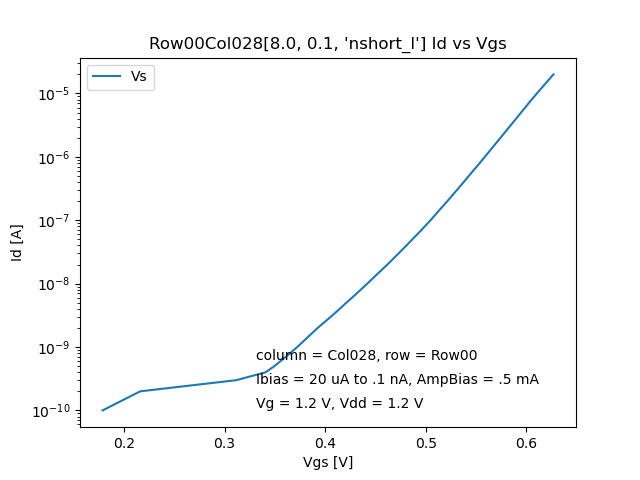 Row00Col028[8.0, 0.1, 'nshort_l'] Id vs Vgs
Vs
10^-5
10^-6
10^-7
10^-8
10^-9
10^-10
Id [A]
column = Col028, row = Row00
Ibias = 20 uA to .1 nA, AmpBias = .5 mA
Vg = 1.2 V, Vdd = 1.2 V
0.2 0.3 0.4 0.5 0.6
Vgs [V]